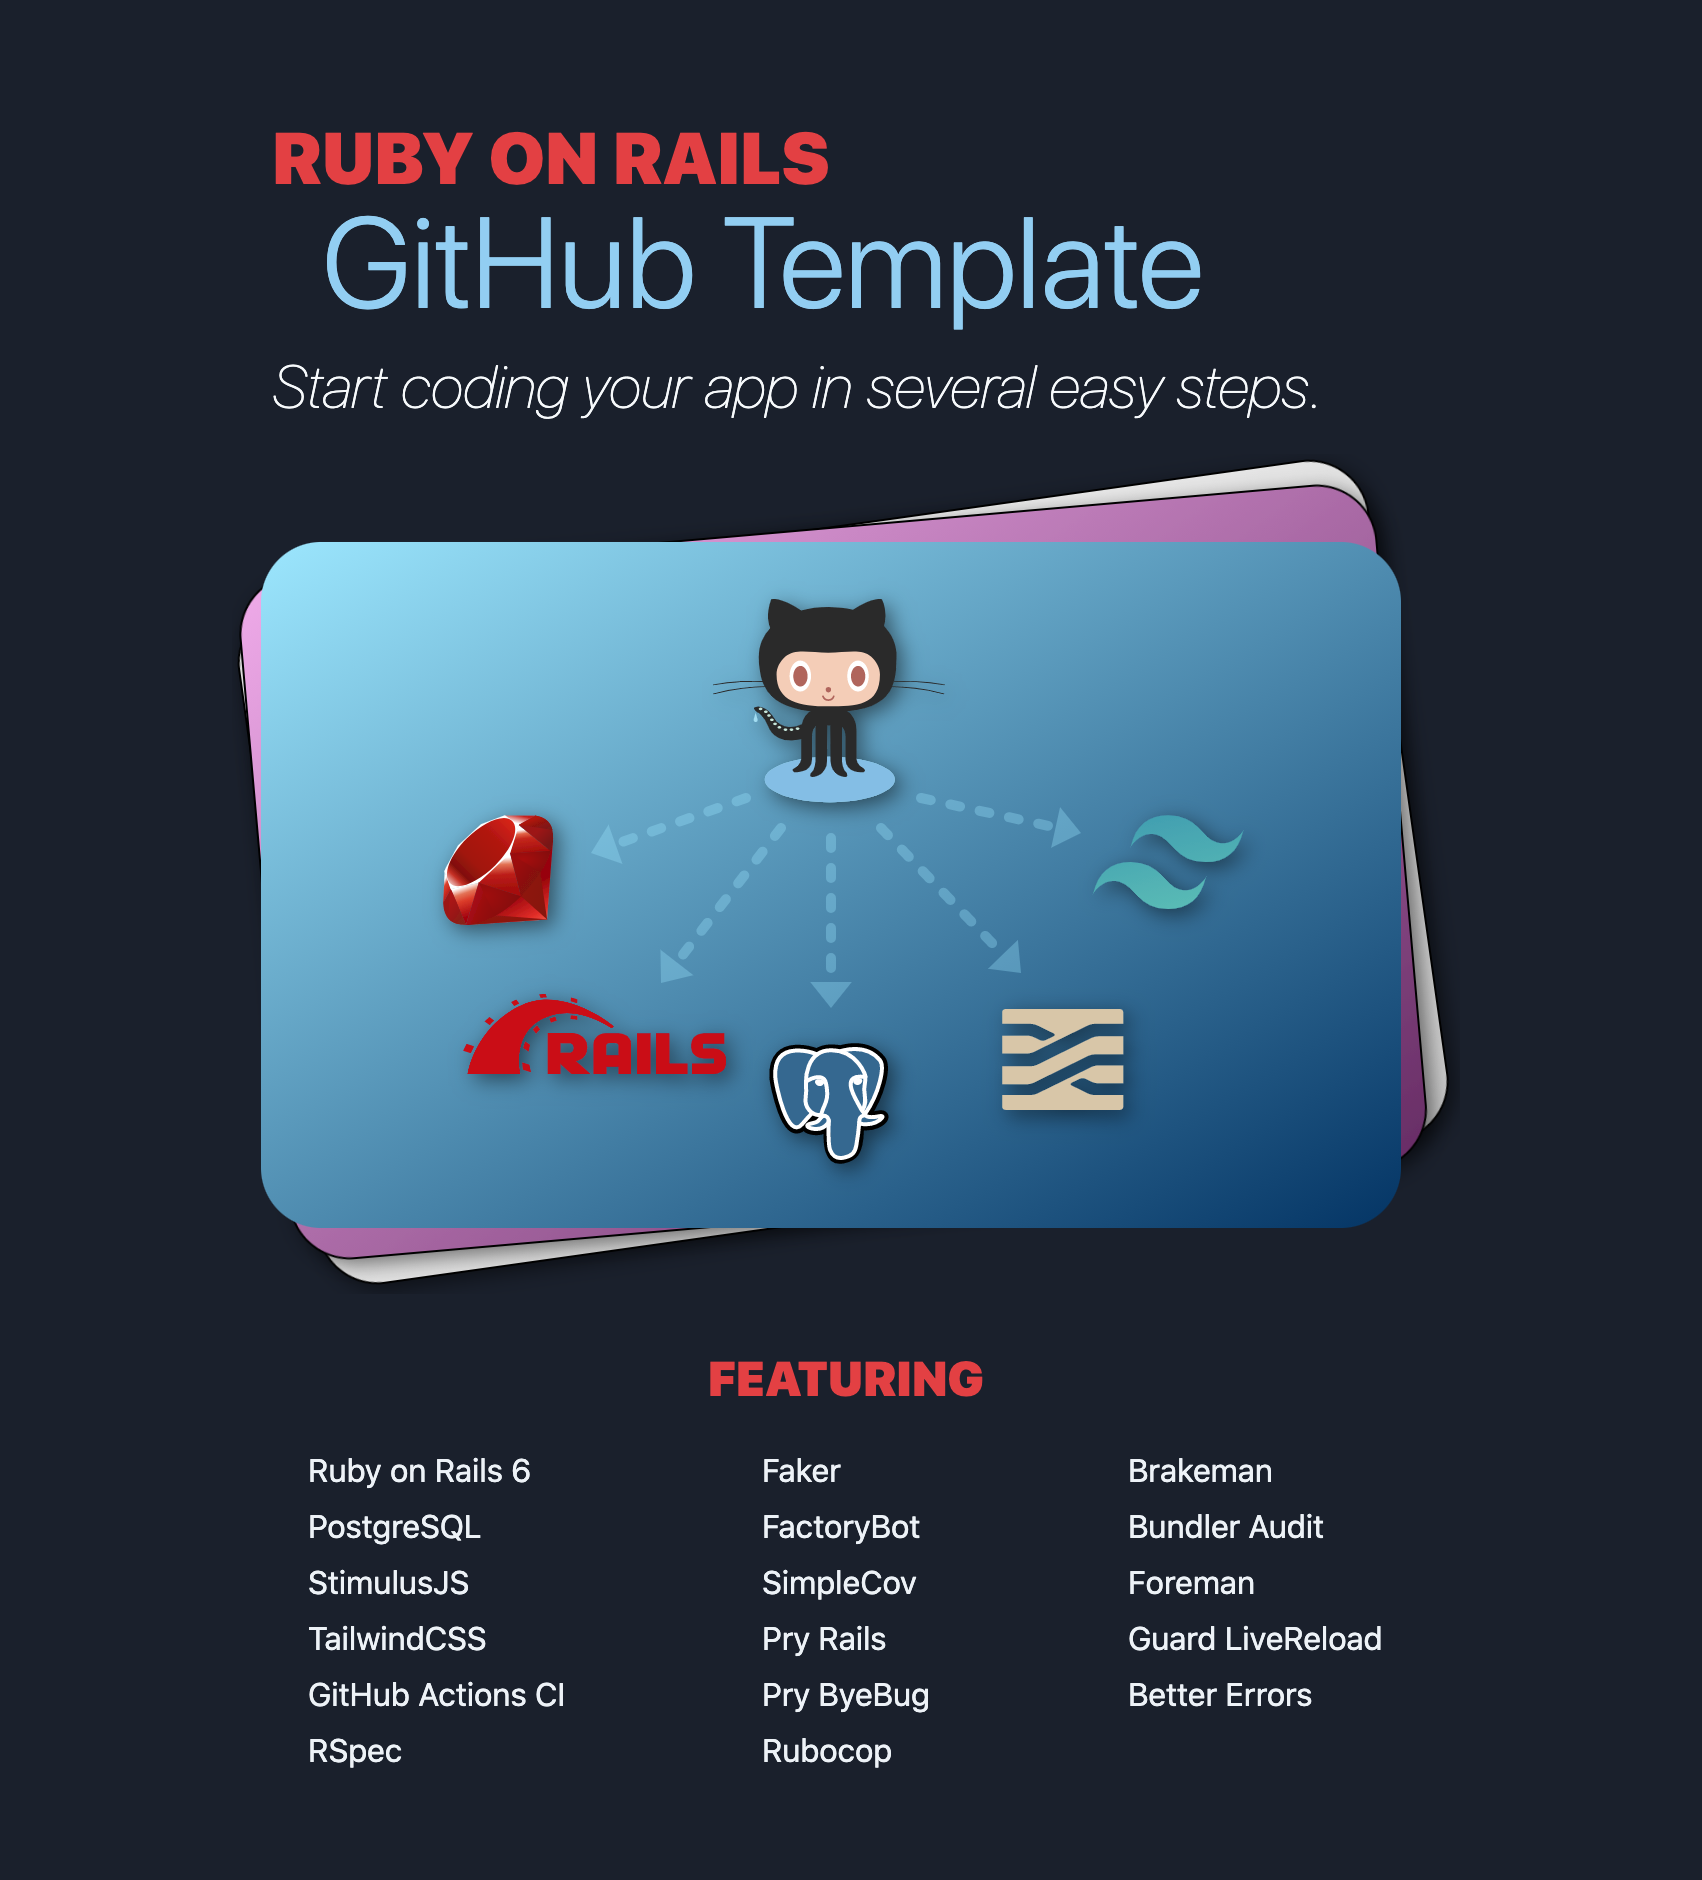 RUBY ON RAILS
GitHub Template
Start coding your app in several easy steps.
RAILS
FEATURING
Ruby on Rails 6
PostgreSQL
StimulusJS
TailwindCSS
GitHub Actions CI
RSpec
Faker
FactoryBot
SimpleCov
Pry Rails
Pry ByeBug
Rubocop
Brakeman
Bundler Audit
Foreman
Guard LiveReload
Better Errors